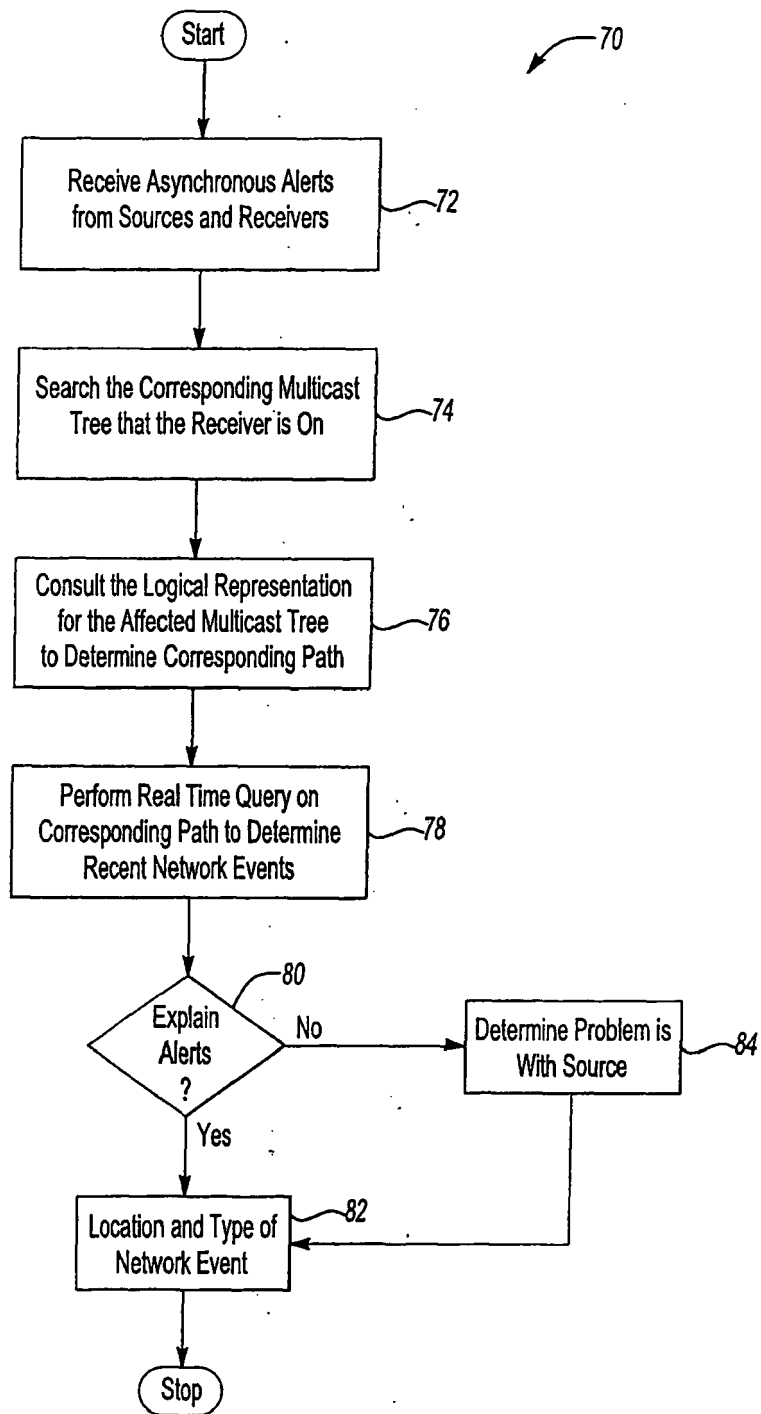 Start
70
Receive Asynchronous Alerts
from Sources and Receivers
72
Search the Corresponding Multicast
Tree that the Receiver is On
74
Consult the Logical Representation
for the Affected Multicast Tree
to Determine Corresponding Path
76
Perform Real Time Query on
Corresponding Path to Determine
Recent Network Events
78
80
Explain
Alerts
?
No
Determine Problem is
With Source
84
Yes
82
Location and Type of
Network Event
Stop